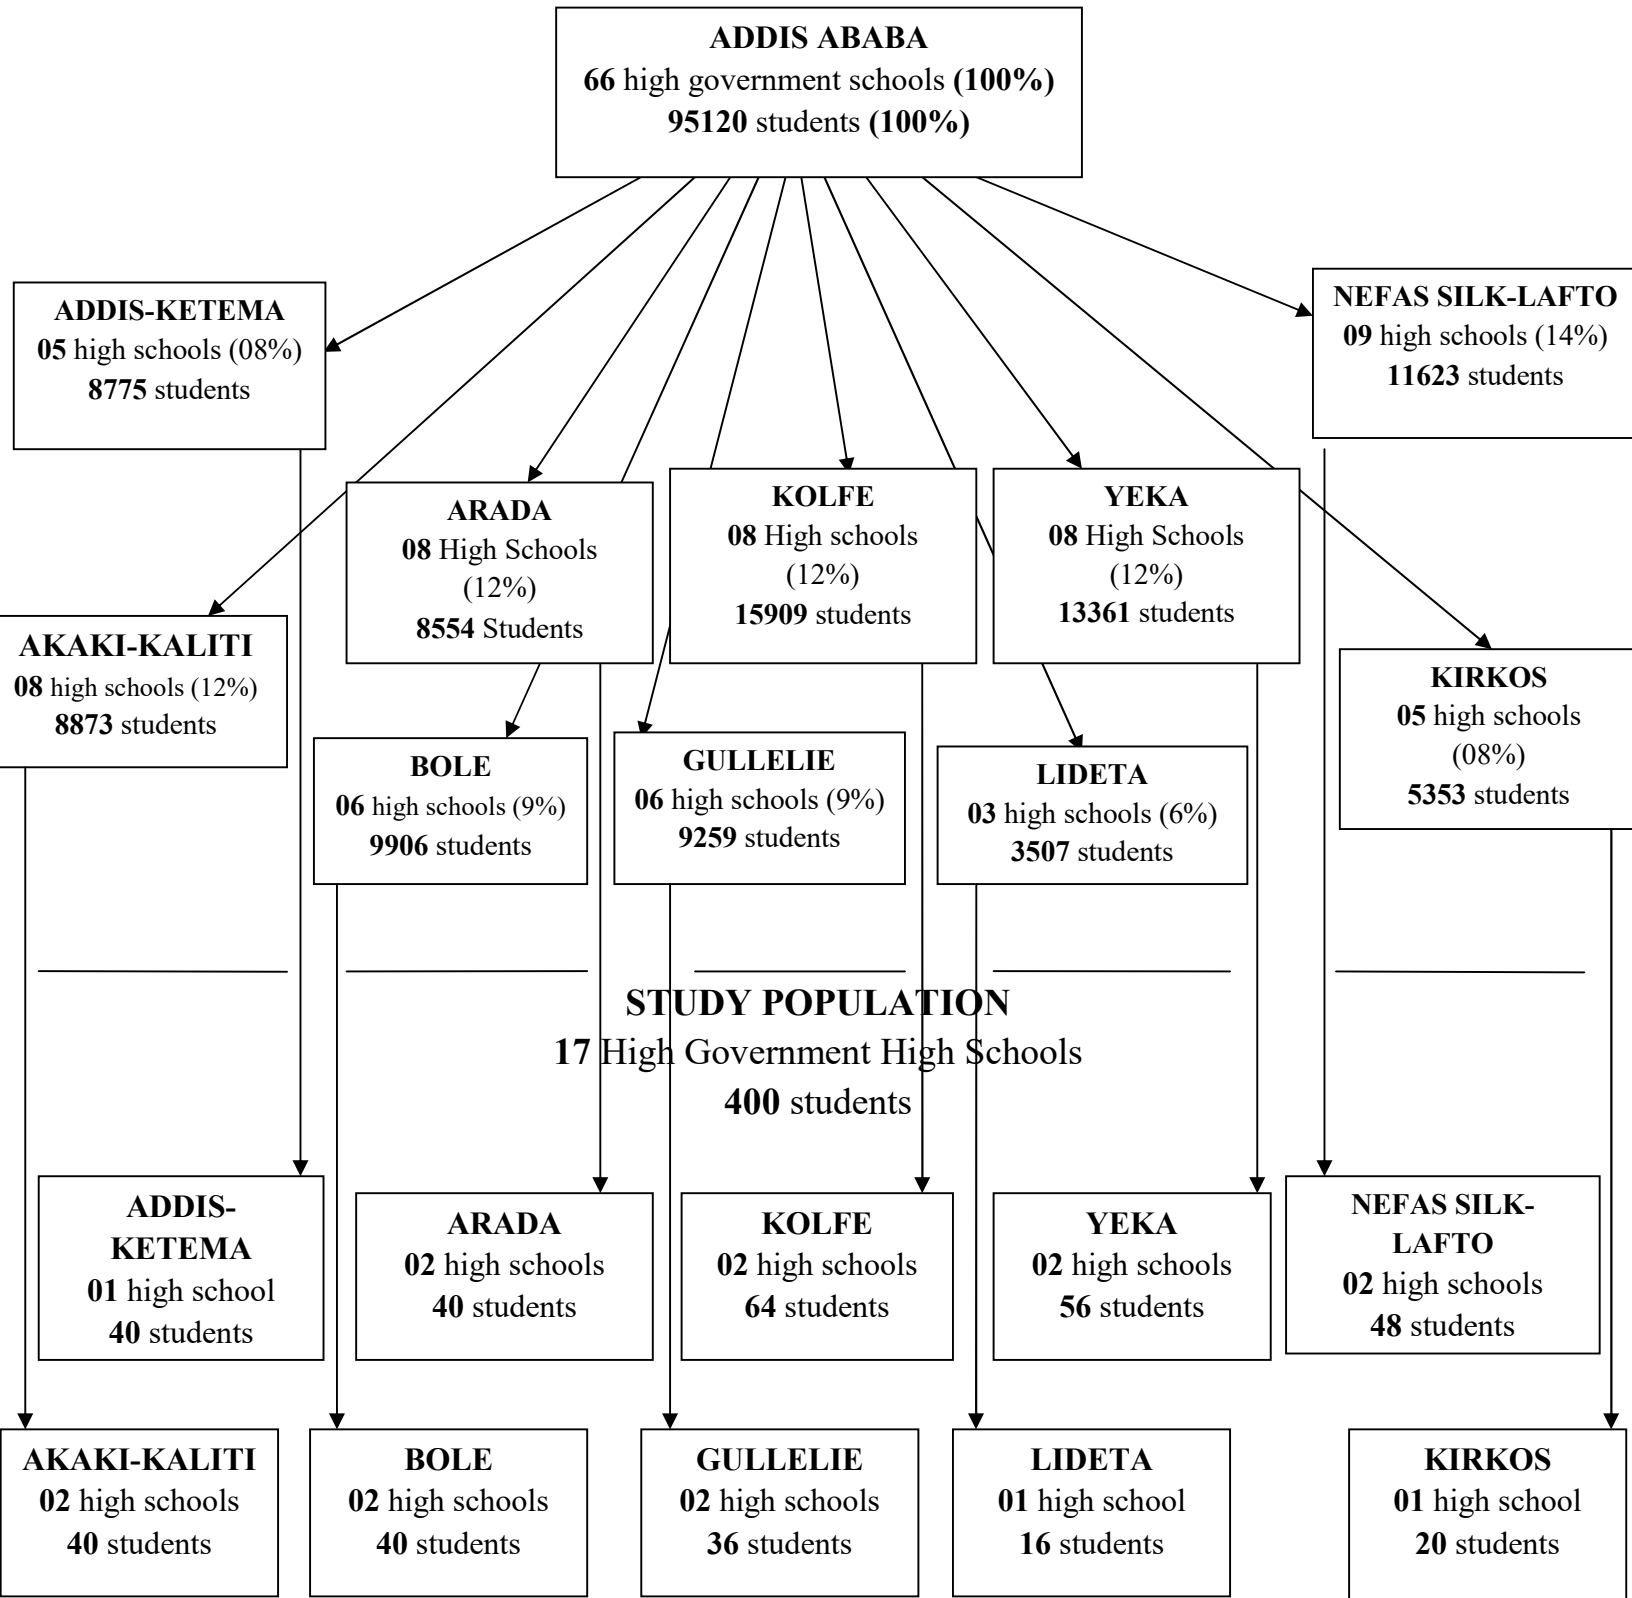 ADDIS ABABA
66 high government schools (100%)
95120 students (100%)
ADDIS-KETEMA
05 high schools (08%)
8775 students
NEFAS SILK-LAFTO
09 high schools (14%)
11623 students
ARADA
08 High Schools
(12%)
8554 Students
KOLFE
08 High schools
(12%)
15909 students
YEKA
08 High Schools
(12%)
13361 students
AKAKI-KALITI
08 high schools (12%)
8873 students
KIRKOS
05 high schools
(08%)
5353 students
BOLE
06 high schools (9%)
9906 students
GULLELIE
06 high schools (9%)
9259 students
LIDETA
03 high schools (6%)
3507 students
STUDY POPULATION
17 High Government High Schools
400 students
ADDIS-
KETEMA
01 high school
40 students
ARADA
02 high schools
40 students
KOLFE
02 high schools
64 students
YEKA
02 high schools
56 students
NEFAS SILK-
LAFTO
02 high schools
48 students
AKAKI-KALITI
02 high schools
40 students
BOLE
02 high schools
40 students
GULLELIE
02 high schools
36 students
LIDETA
01 high school
16 students
KIRKOS
01 high school
20 students